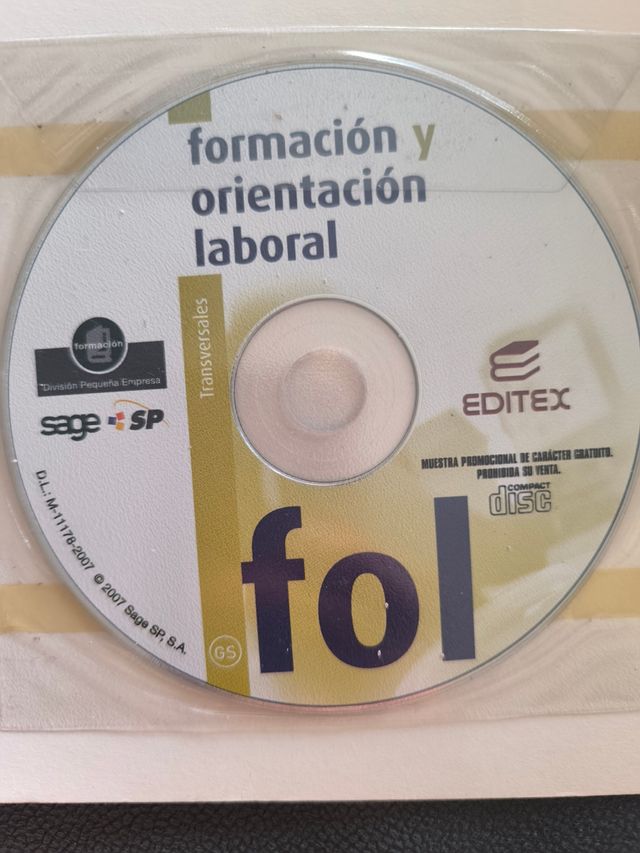 formación y
orientación
laboral
Transversales
formación
División Pequeña Empresa
sage SP
EDITEX
MUESTRA PROMOCIONAL DE CARÁCTER GRATUITO.
PROHIBIDA SU VENTA.
COMPACT
disc
D.L.: M-11178-2007 © 2007 Sage SP, S.A.
GS
fol